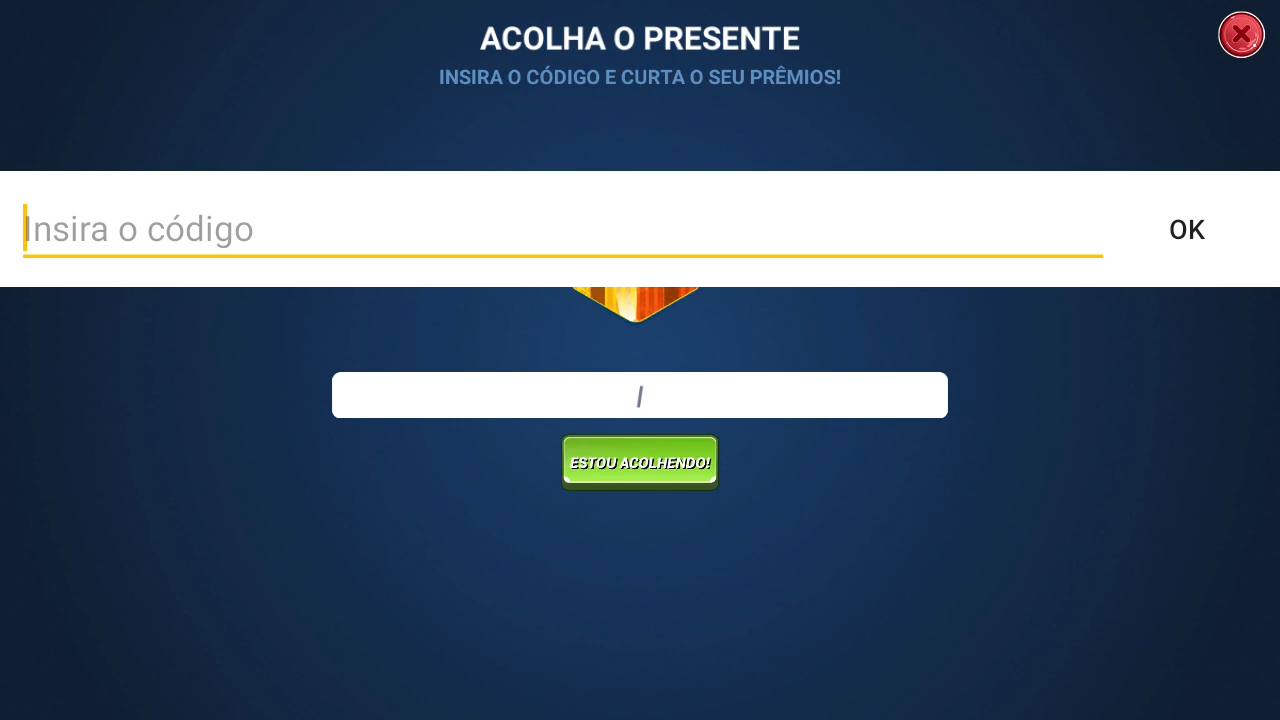 ACOLHA O PRESENTE
INSIRA O CÓDIGO E CURTA O SEU PRÊMIOS!
Insira o código
OK
/
ESTOU ACOLHENDO!